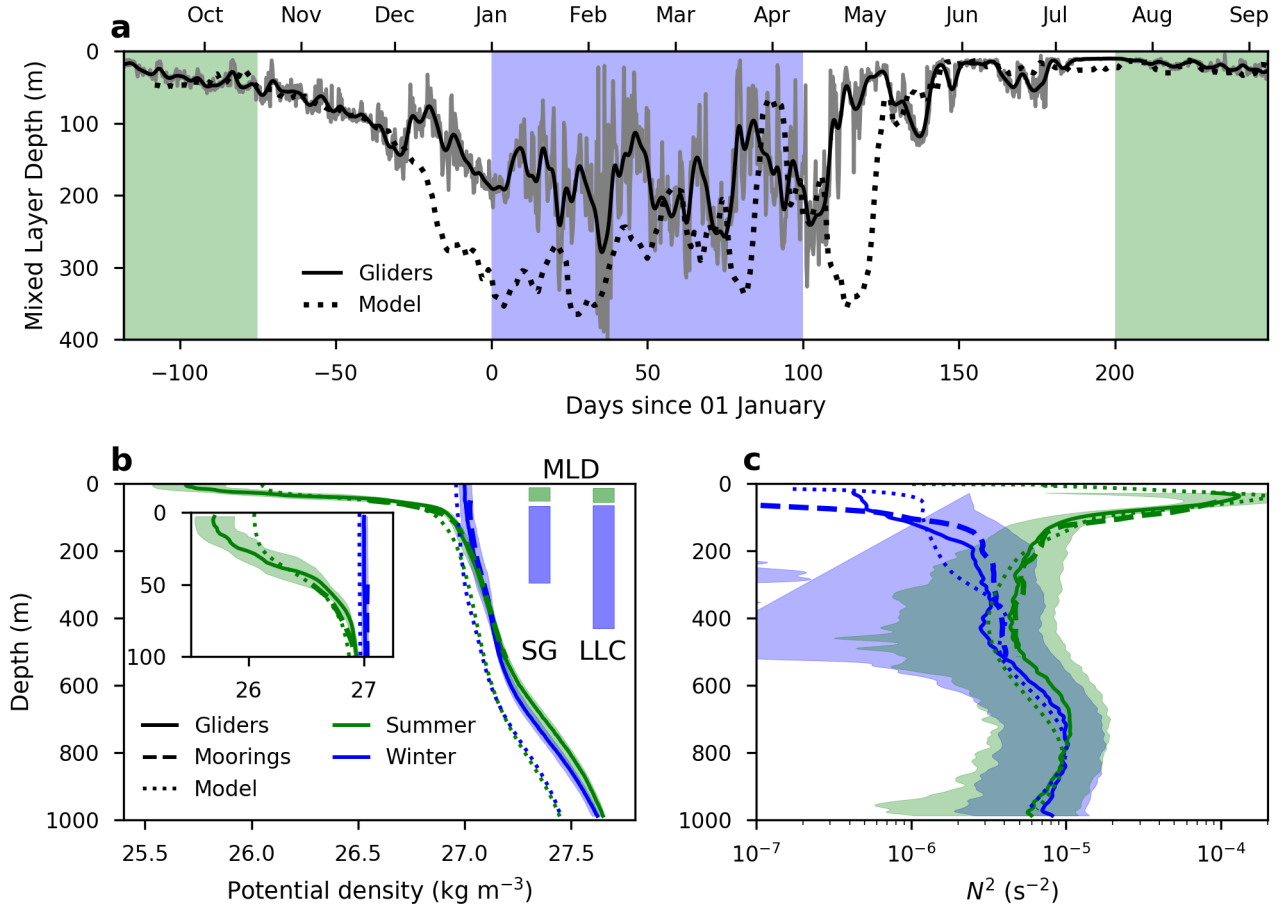 a
Oct Nov Dec Jan Feb Mar Apr May Jun Jul Aug Sep
0
100
200
300
400
Mixed Layer Depth (m)
Gliders
Model
−100 −50 0 50 100 150 200
Days since 01 January
b
0
200
400
600
800
1000
Depth (m)
MLD
SG LLC
0
50
100
26 27
Gliders
Moorings
Model
Summer
Winter
25.5 26.0 26.5 27.0 27.5
Potential density (kg m⁻³)
c
0
200
400
600
800
1000
10⁻⁷ 10⁻⁶ 10⁻⁵ 10⁻⁴
N² (s⁻²)